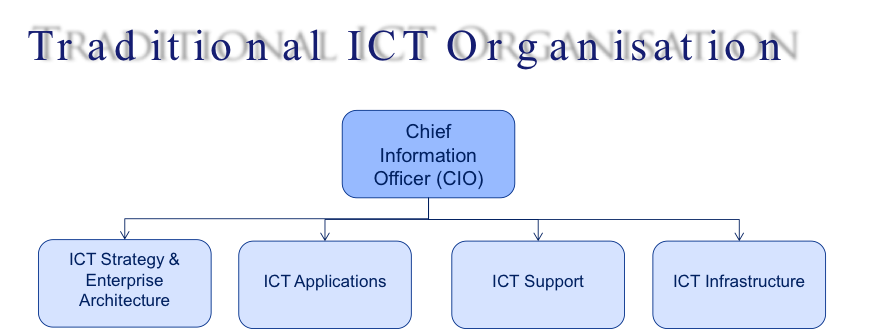 Traditional ICT Organisation
Chief
Information
Officer (CIO)
ICT Strategy &
Enterprise
Architecture
ICT Applications
ICT Support
ICT Infrastructure